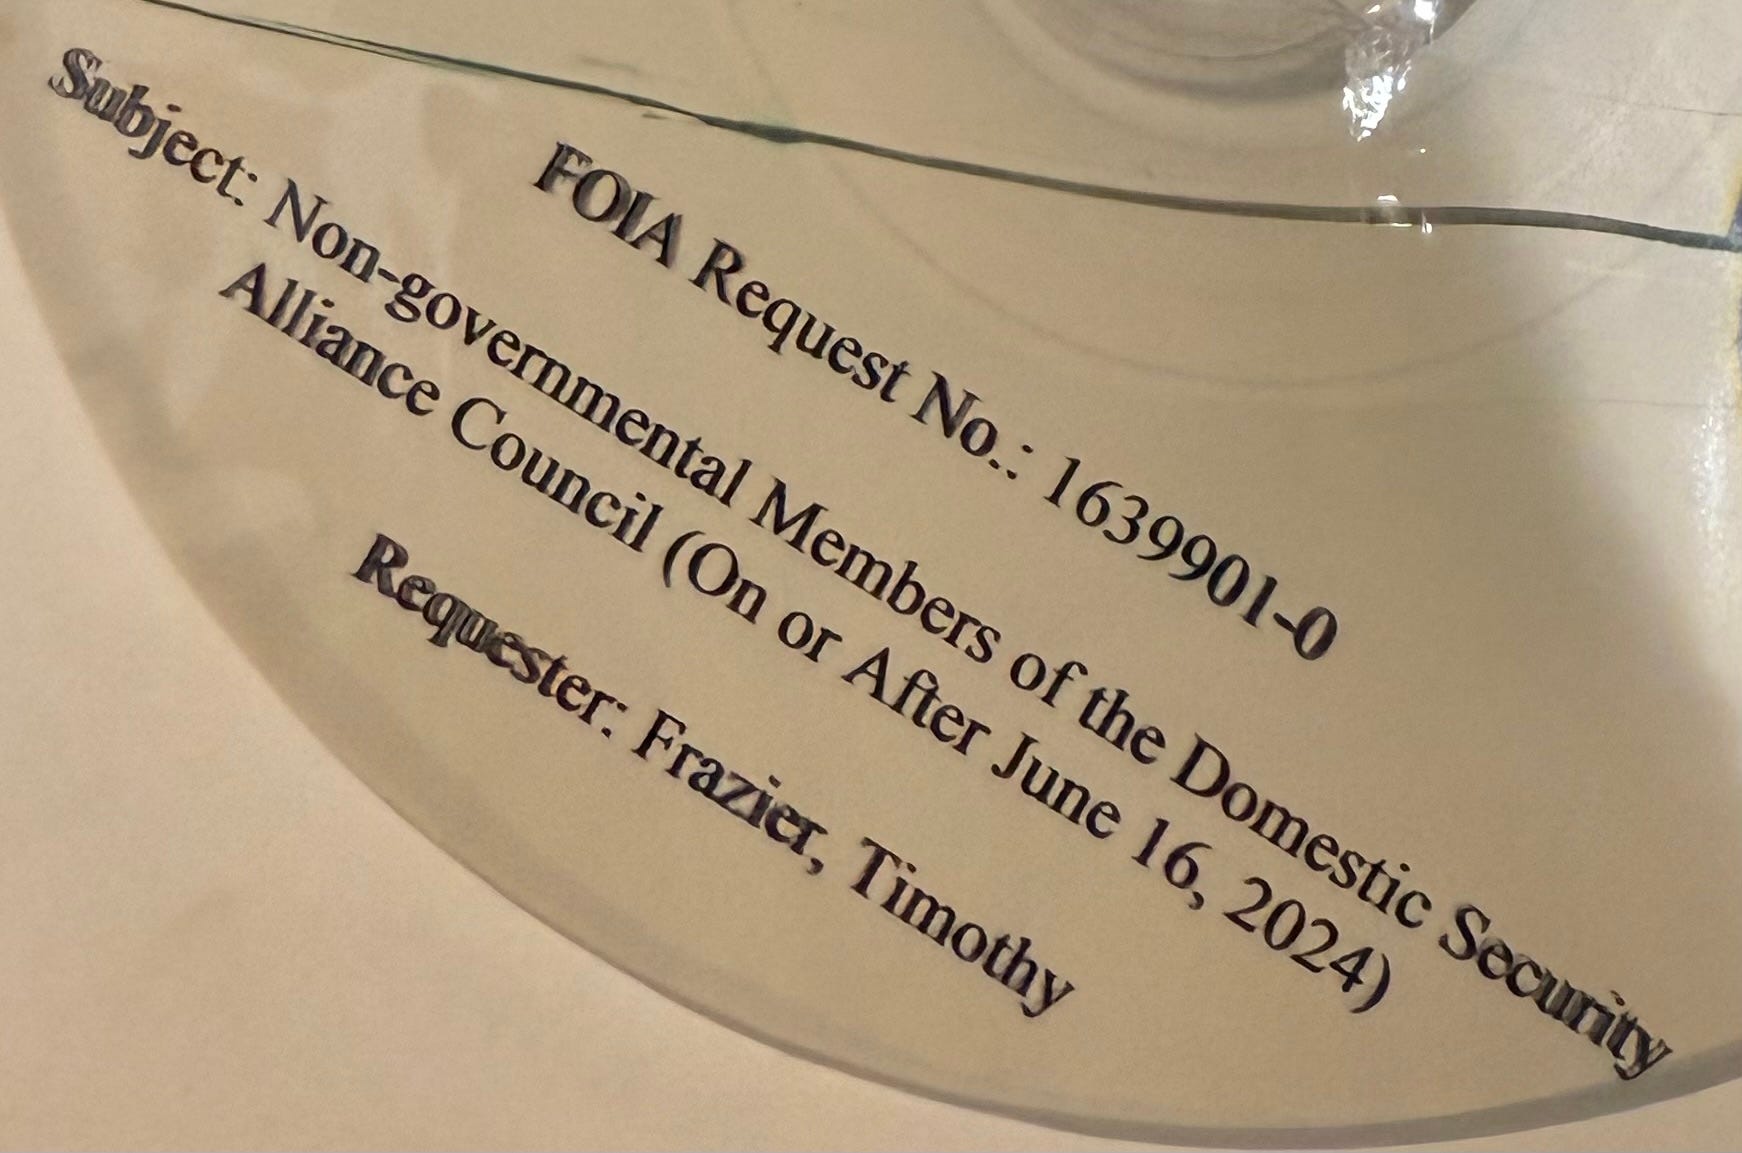 FOIA Request No.: 1639901-0
Subject: Non-governmental Members of the Domestic Security
Alliance Council (On or After June 16, 2024)
Requester: Frazier, Timothy